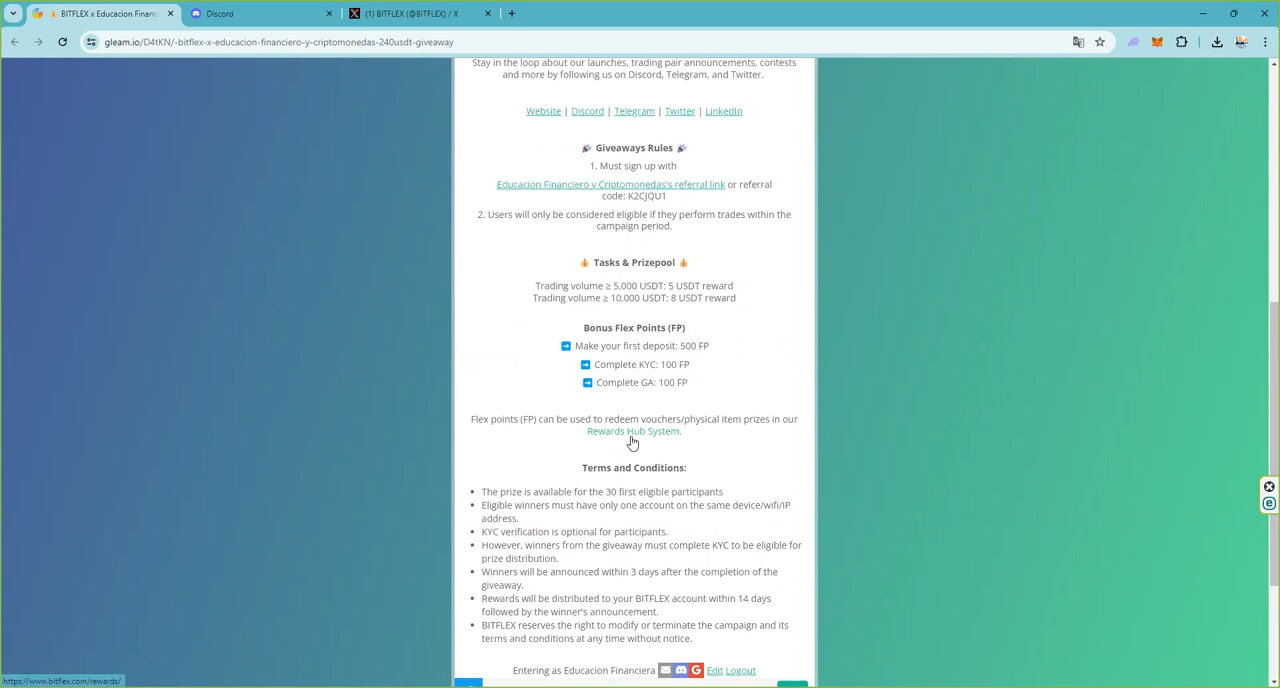 BITFLEX x Educacion Financi
Discord
(1) BITFLEX (@BITFLEX) / X
gleam.io/D4tKN/-bitflex-x-educacion-financiero-y-criptomonedas-240usdt-giveaway
Stay in the loop about our launches, trading pair announcements, contests
and more by following us on Discord, Telegram, and Twitter.
Website | Discord | Telegram | Twitter | LinkedIn
Giveaways Rules
1. Must sign up with
Educacion Financiero y Criptomonedas's referral link or referral
code: K2CJQU1
2. Users will only be considered eligible if they perform trades within the
campaign period.
Tasks & Prizepool
Trading volume ≥ 5,000 USDT: 5 USDT reward
Trading volume ≥ 10,000 USDT: 8 USDT reward
Bonus Flex Points (FP)
Make your first deposit: 500 FP
Complete KYC: 100 FP
Complete GA: 100 FP
Flex points (FP) can be used to redeem vouchers/physical item prizes in our
Rewards Hub System.
Terms and Conditions:
• The prize is available for the 30 first eligible participants
• Eligible winners must have only one account on the same device/wifi/IP
address.
• KYC verification is optional for participants.
• However, winners from the giveaway must complete KYC to be eligible for
prize distribution.
• Winners will be announced within 3 days after the completion of the
giveaway.
• Rewards will be distributed to your BITFLEX account within 14 days
followed by the winner's announcement.
• BITFLEX reserves the right to modify or terminate the campaign and its
terms and conditions at any time without notice.
Entering as Educacion Financiera Edit Logout
https://www.bitflex.com/rewards/